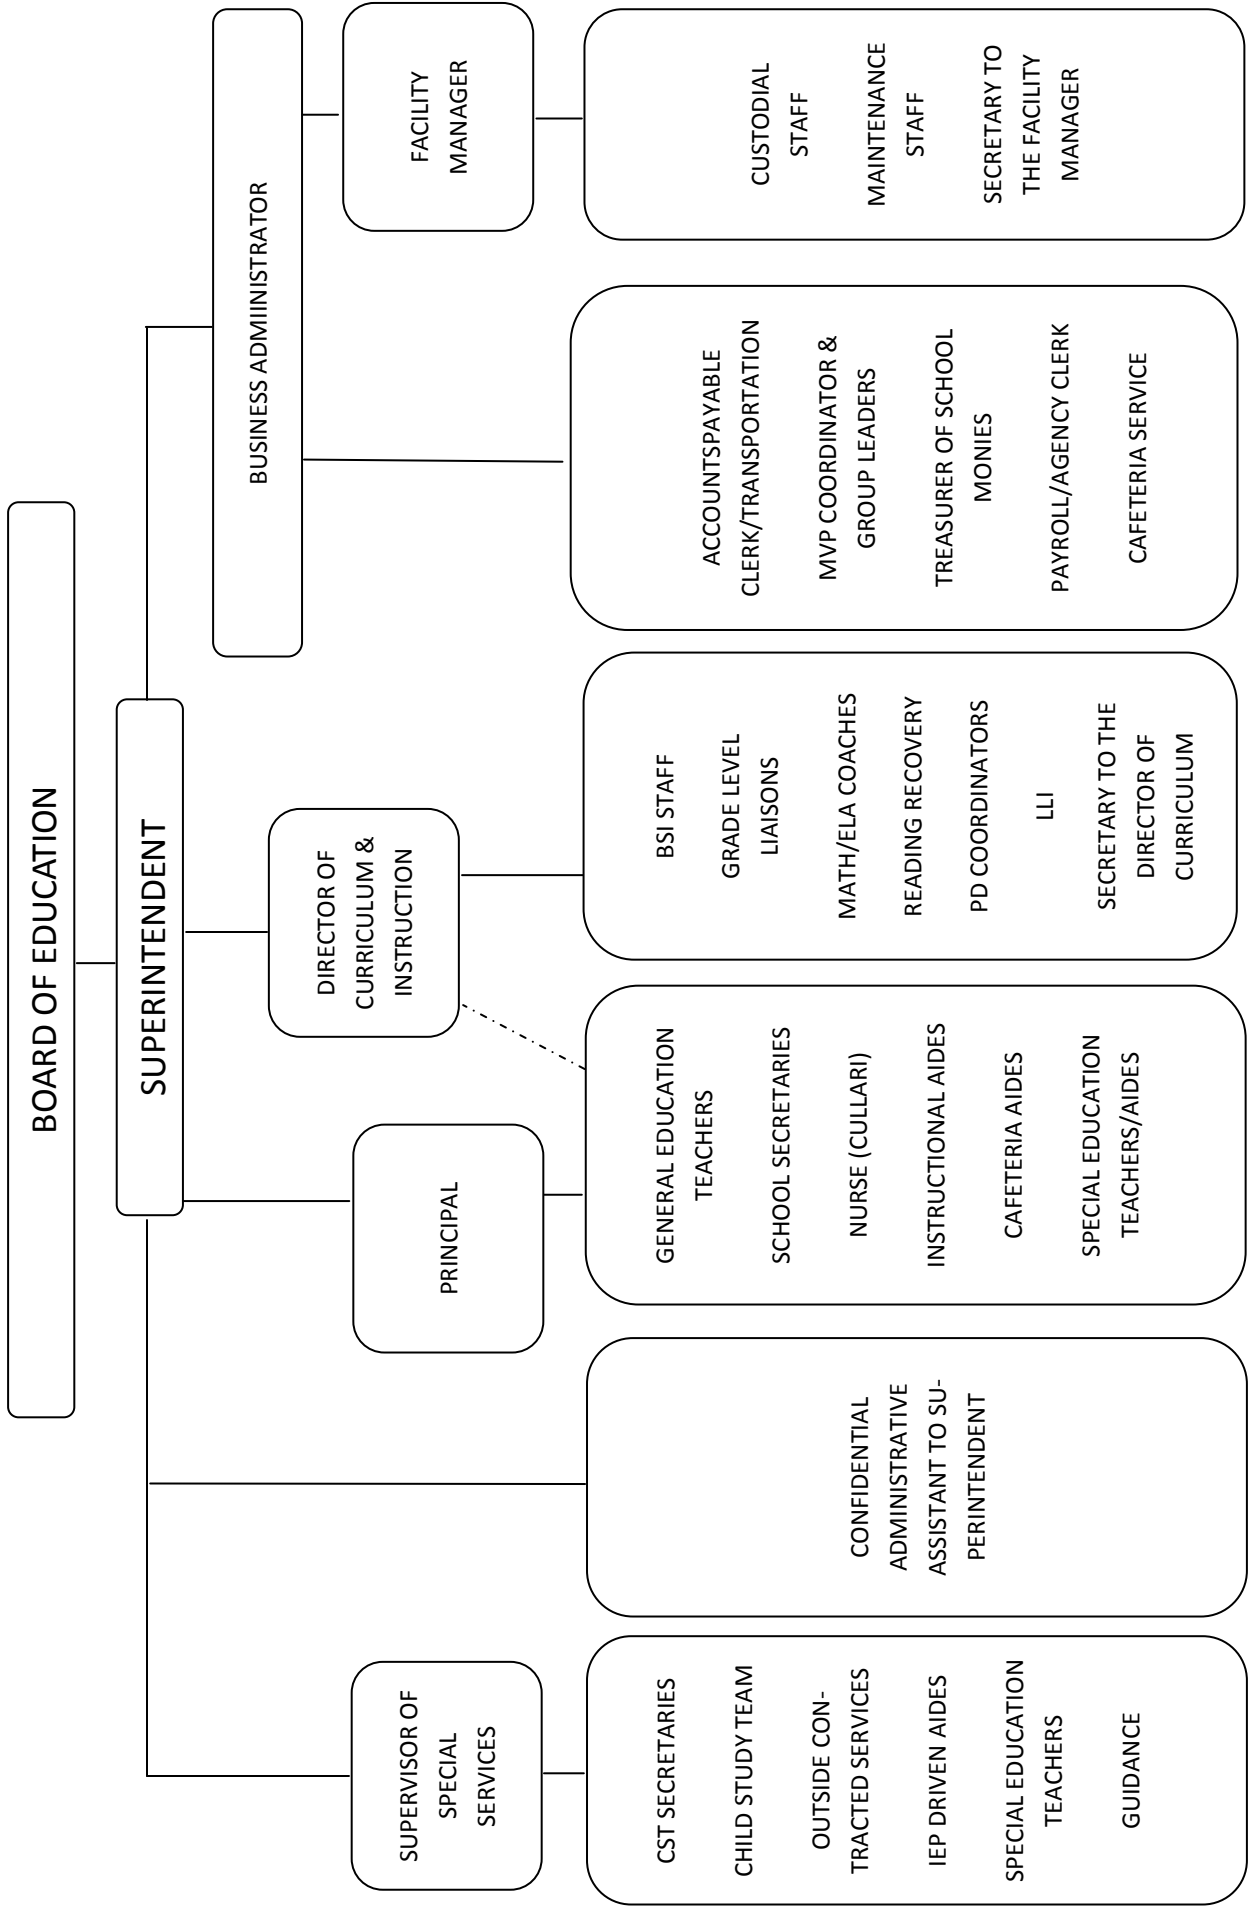 BOARD OF EDUCATION
SUPERINTENDENT
BUSINESS ADMIINISTRATOR
DIRECTOR OF
CURRICULUM &
INSTRUCTION
SUPERVISOR OF
SPECIAL
SERVICES
PRINCIPAL
FACILITY
MANAGER
CST SECRETARIES
CHILD STUDY TEAM
OUTSIDE CON-
TRACTED SERVICES
IEP DRIVEN AIDES
SPECIAL EDUCATION
TEACHERS
GUIDANCE
CONFIDENTIAL
ADMINISTRATIVE
ASSISTANT TO SU-
PERINTENDENT
GENERAL EDUCATION
TEACHERS
SCHOOL SECRETARIES
NURSE (CULLARI)
INSTRUCTIONAL AIDES
CAFETERIA AIDES
SPECIAL EDUCATION
TEACHERS/AIDES
BSI STAFF
GRADE LEVEL
LIAISONS
MATH/ELA COACHES
READING RECOVERY
PD COORDINATORS
LLI
SECRETARY TO THE
DIRECTOR OF
CURRICULUM
ACCOUNTSPAYABLE
CLERK/TRANSPORTATION
MVP COORDINATOR &
GROUP LEADERS
TREASURER OF SCHOOL
MONIES
PAYROLL/AGENCY CLERK
CAFETERIA SERVICE
CUSTODIAL
STAFF
MAINTENANCE
STAFF
SECRETARY TO
THE FACILITY
MANAGER